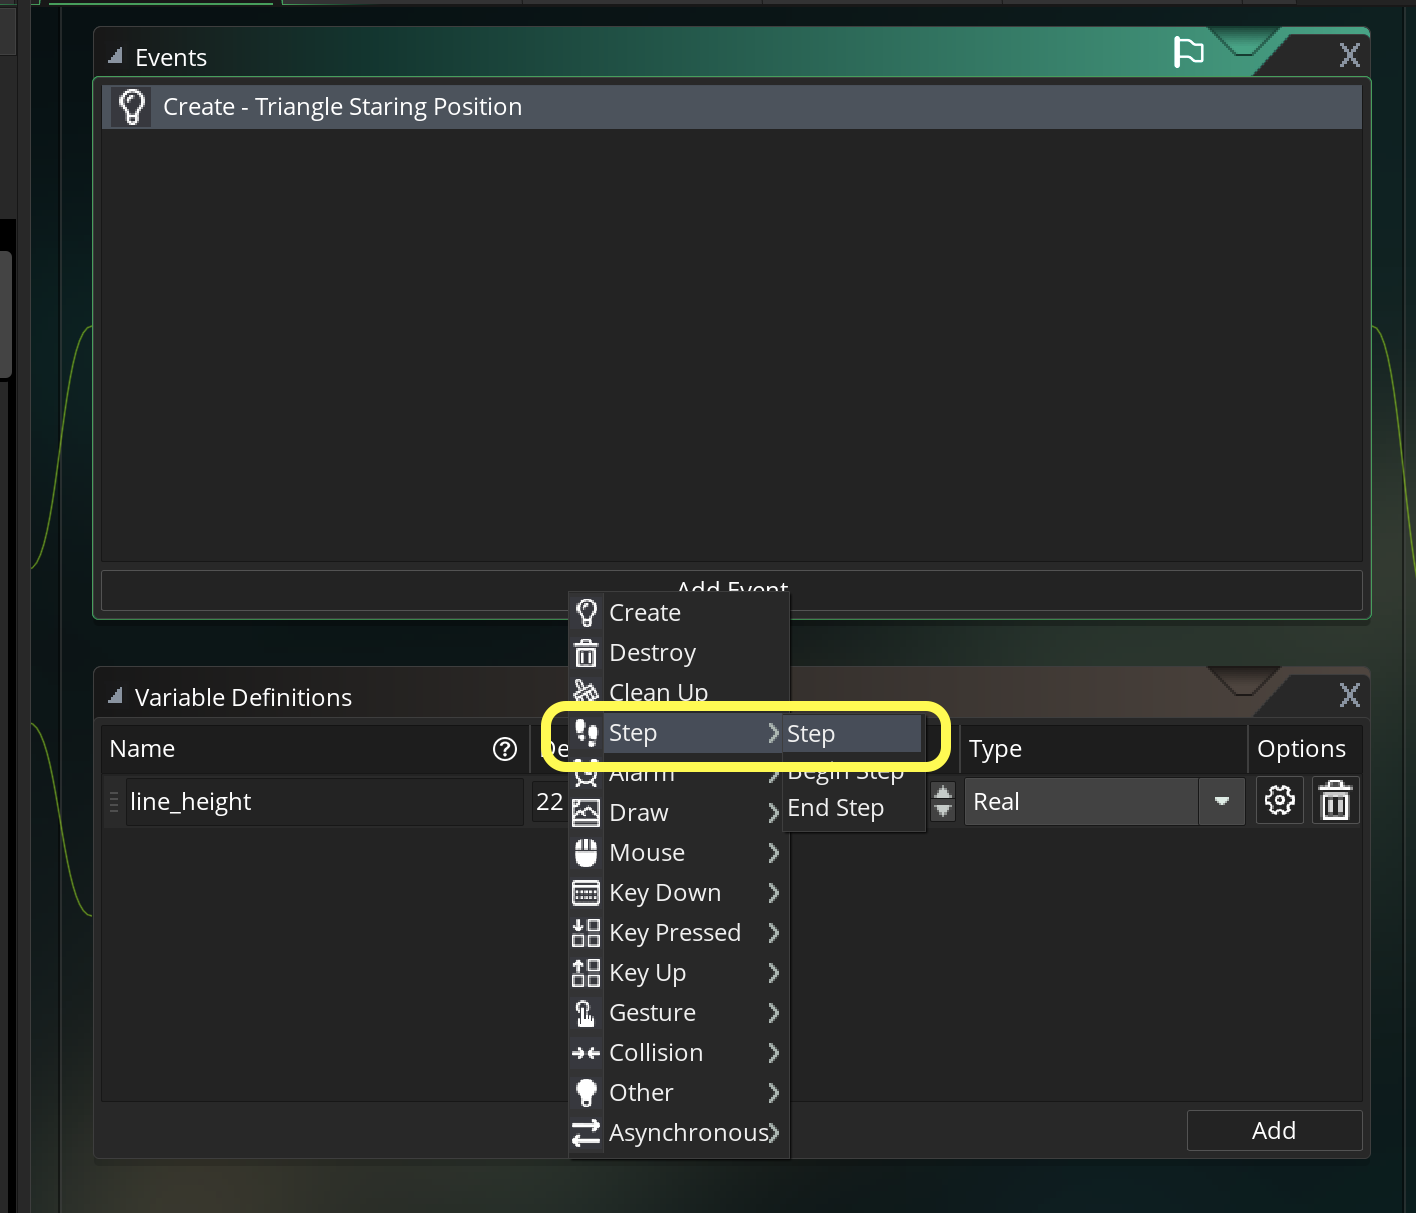 Events
X
Create - Triangle Staring Position
Add Event
Create
Destroy
Clean Up
Step
Alarm
Draw
Mouse
Key Down
Key Pressed
Key Up
Gesture
Collision
Other
Asynchronous
Step
Begin Step
End Step
Variable Definitions
X
Name ? De Type Options
line_height 22 Real
Add